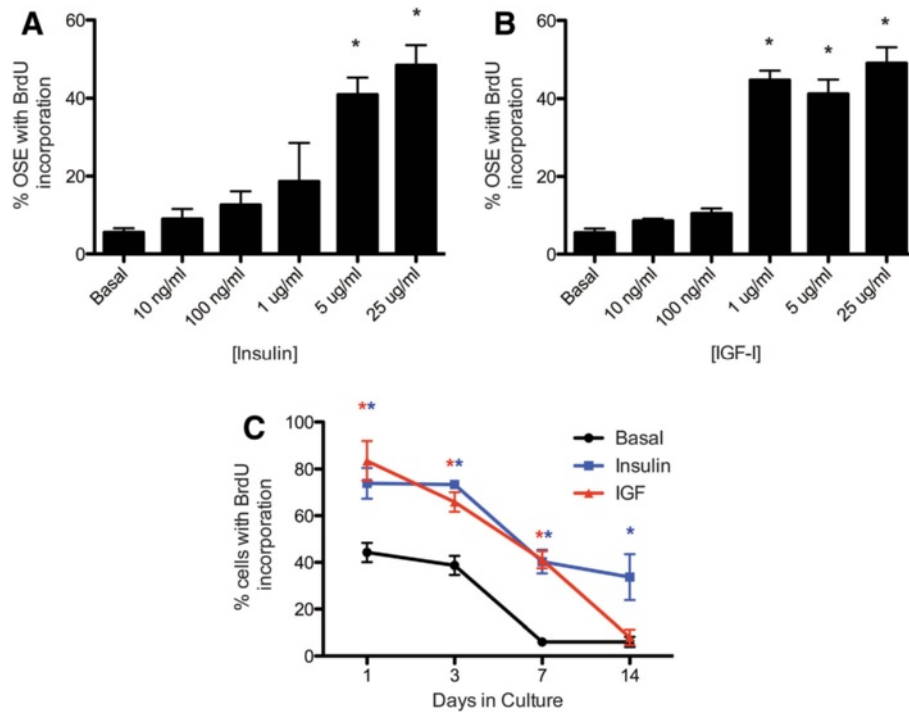 A
% OSE with BrdU
incorporation
60
40
20
0
* *
Basal
10 ng/ml
100 ng/ml
1 ug/ml
5 ug/ml
25 ug/ml
[Insulin]
B
% OSE with BrdU
incorporation
60
40
20
0
* * *
Basal
10 ng/ml
100 ng/ml
1 ug/ml
5 ug/ml
25 ug/ml
[IGF-I]
C
% cells with BrdU
incorporation
100
80
60
40
20
0
** ** ** *
Basal
Insulin
IGF
1 3 7 14
Days in Culture